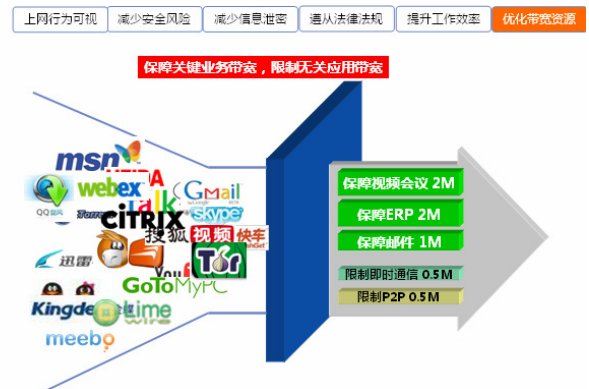 上网行为可视
减少安全风险
减少信息泄密
遵从法律法规
提升工作效率
优化带宽资源
保障关键业务带宽，限制无关应用带宽
msn
webex
Talk
Gmail
skype
CITRIX
搜狐
视频
快车
迅雷
You
Tor
GoToMyPC
Kingdee
Lime
WIRE
meebo
保障视频会议 2M
保障ERP 2M
保障邮件 1M
限制即时通信 0.5M
限制P2P 0.5M